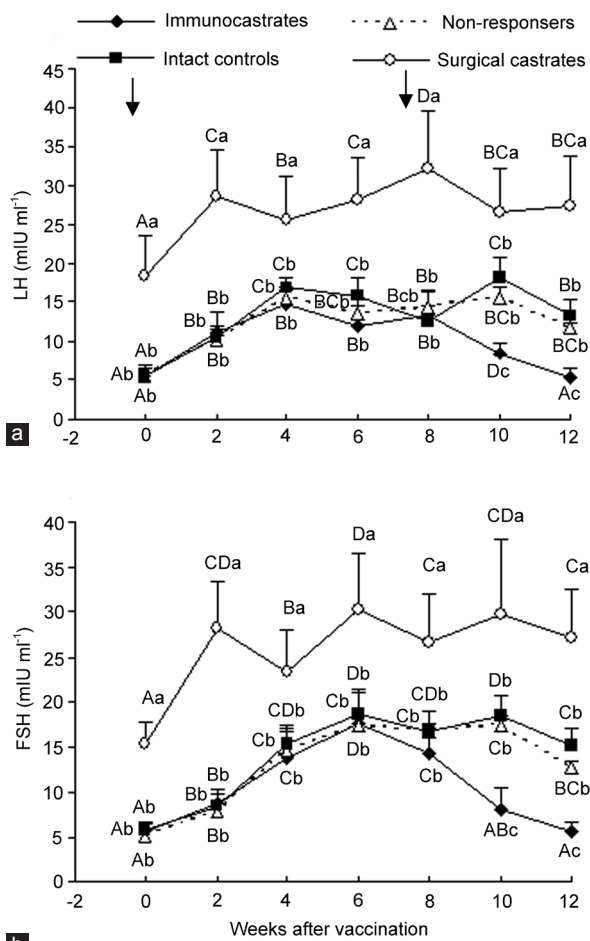 Immunocastrates Non-responsers
Intact controls Surgical castrates
45
40
35
30
25
20
15
10
5
0
LH (mIU ml-1)
Aa Ca Ba Ca Da BCa BCa
Cb Cb Cb Bb Bb Cb Bb
Ab Bb Cb BCb Bcb
Ab
Ab Bb Bb Bb Bb BCb BCb
Dc Ac
a
-2 0 2 4 6 8 10 12
40
35
30
25
20
15
10
5
0
FSH (mIU ml-1)
Aa CDa Ba Da Ca CDa Ca
Ab Bb CDb Db CDb Db Cb
Ab Bb Cb Cb Cb
Ab Bb Cb Db Cb Cb BCb
ABc Ac
-2 0 2 4 6 8 10 12
Weeks after vaccination